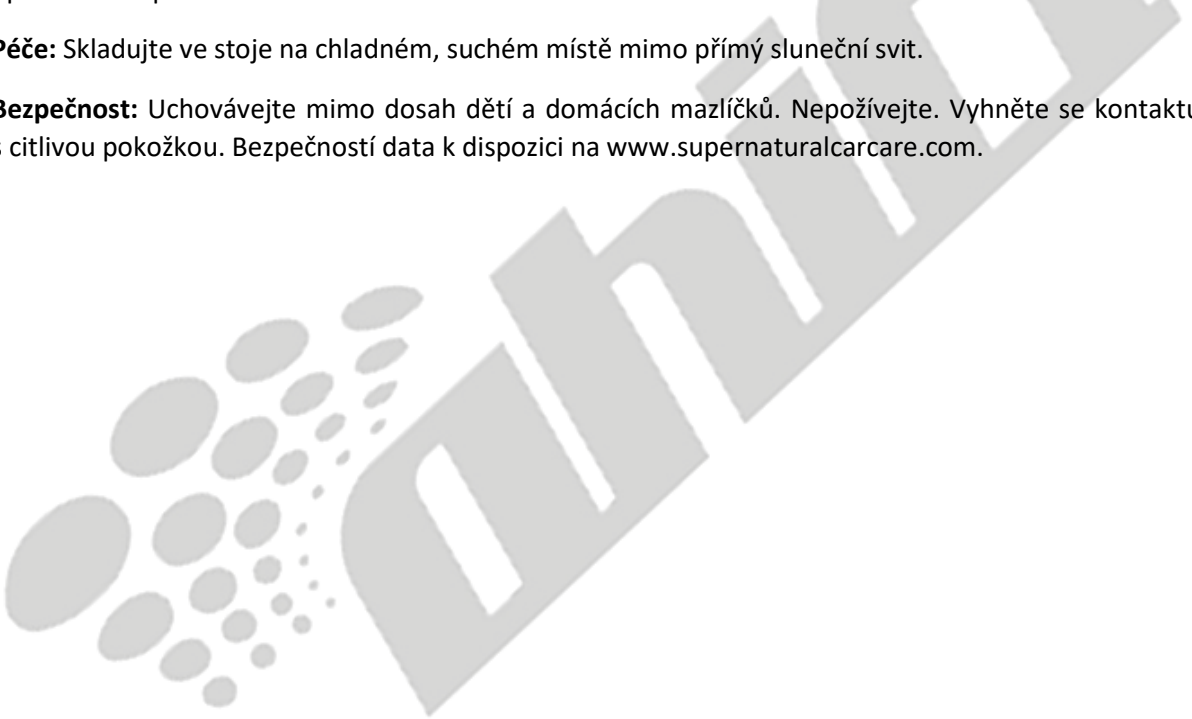 Péče: Skladujte ve stoje na chladném, suchém místě mimo přímý sluneční svit.
Bezpečnost: Uchovávejte mimo dosah dětí a domácích mazlíčků. Nepožívejte. Vyhněte se kontaktu
s citlivou pokožkou. Bezpečností data k dispozici na www.supernaturalcarcare.com.